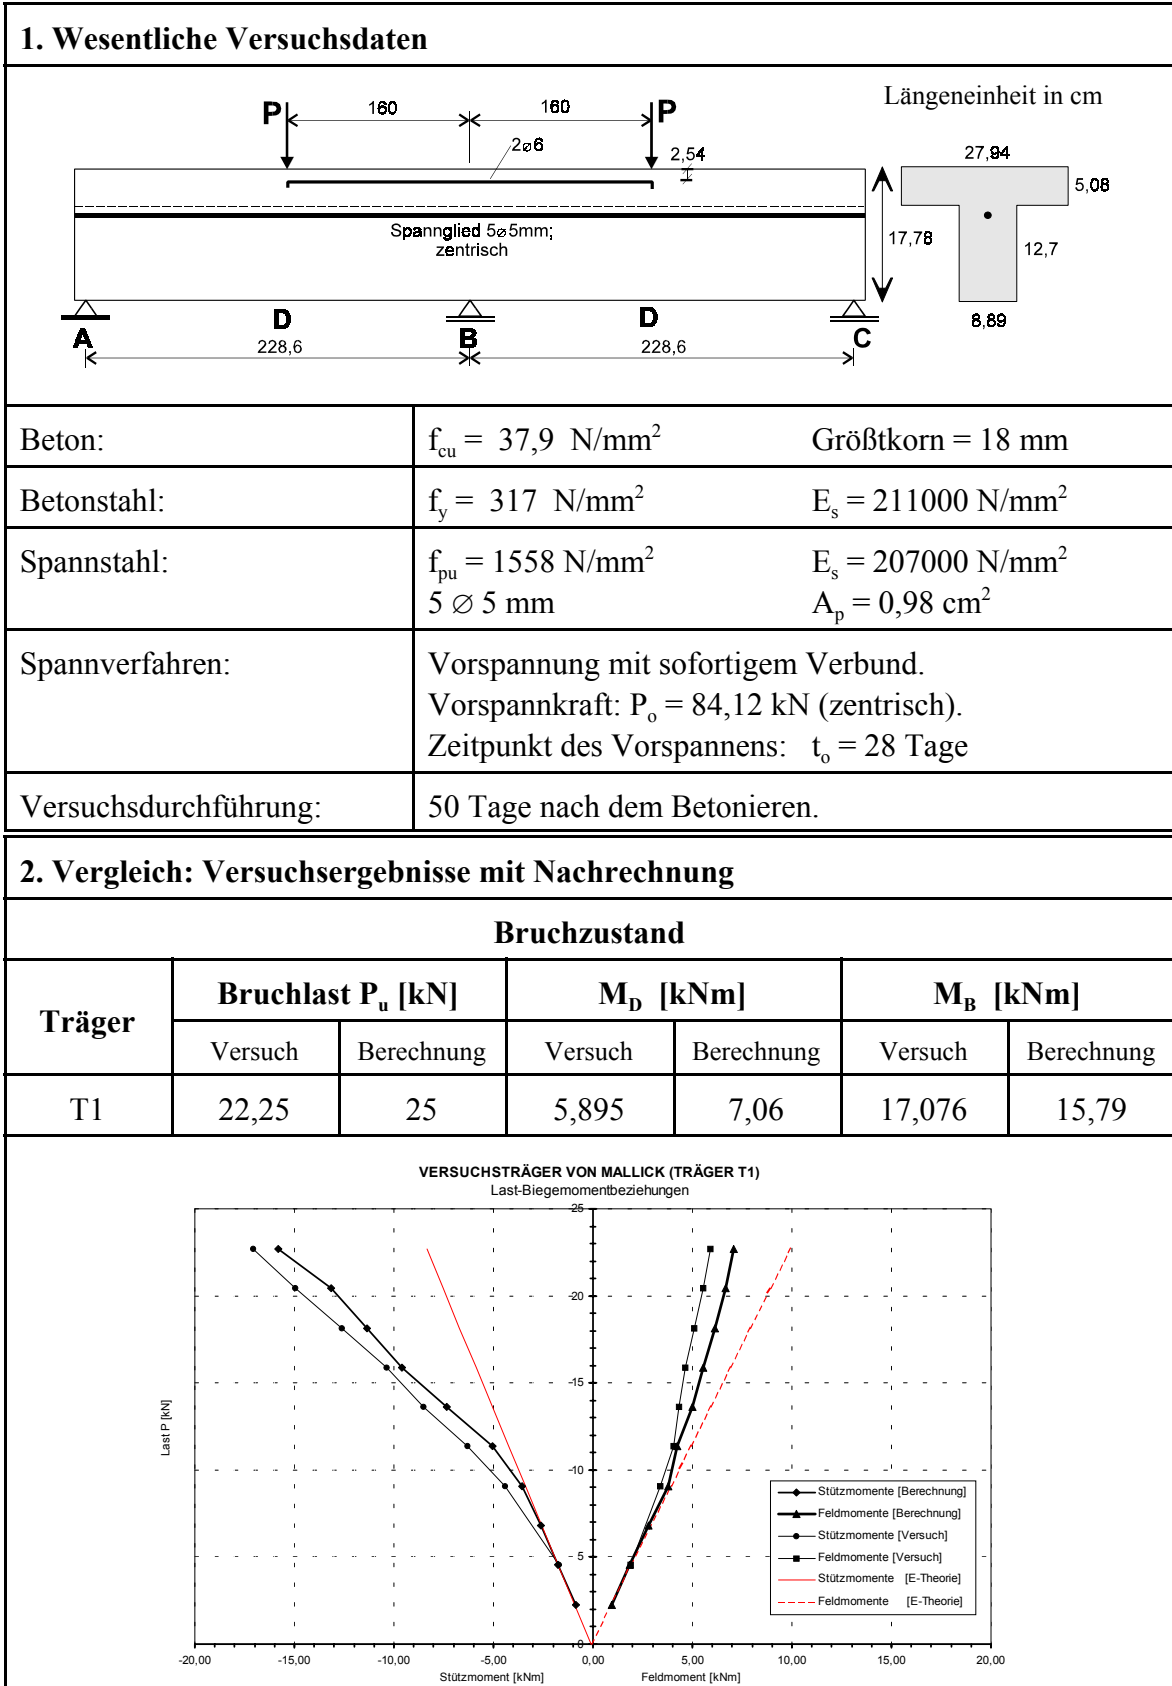 1. Wesentliche Versuchsdaten
Längeneinheit in cm
P 160 160 P
2⌀6
2,54
27,94
5,08
Spannglied 5⌀5mm;
zentrisch
17,78
12,7
8,89
A D B D C
228,6 228,6
Beton: f_cu = 37,9 N/mm² Größtkorn = 18 mm
Betonstahl: f_y = 317 N/mm² E_s = 211000 N/mm²
Spannstahl: f_pu = 1558 N/mm² E_s = 207000 N/mm²
5 ∅ 5 mm A_p = 0,98 cm²
Spannverfahren: Vorspannung mit sofortigem Verbund.
Vorspannkraft: P_o = 84,12 kN (zentrisch).
Zeitpunkt des Vorspannens: t_o = 28 Tage
Versuchsdurchführung: 50 Tage nach dem Betonieren.
2. Vergleich: Versuchsergebnisse mit Nachrechnung
Bruchzustand
Träger Bruchlast P_u [kN] M_D [kNm] M_B [kNm]
Versuch Berechnung Versuch Berechnung Versuch Berechnung
T1 22,25 25 5,895 7,06 17,076 15,79
VERSUCHSTRÄGER VON MALLICK (TRÄGER T1)
Last-Biegemomentbeziehungen
25
20
15
10
5
0
Last P [kN]
Stützmomente [Berechnung]
Feldmomente [Berechnung]
Stützmomente [Versuch]
Feldmomente [Versuch]
Stützmomente [E-Theorie]
Feldmomente [E-Theorie]
-20,00 -15,00 -10,00 -5,00 0,00 5,00 10,00 15,00 20,00
Stützmoment [kNm] Feldmoment [kNm]